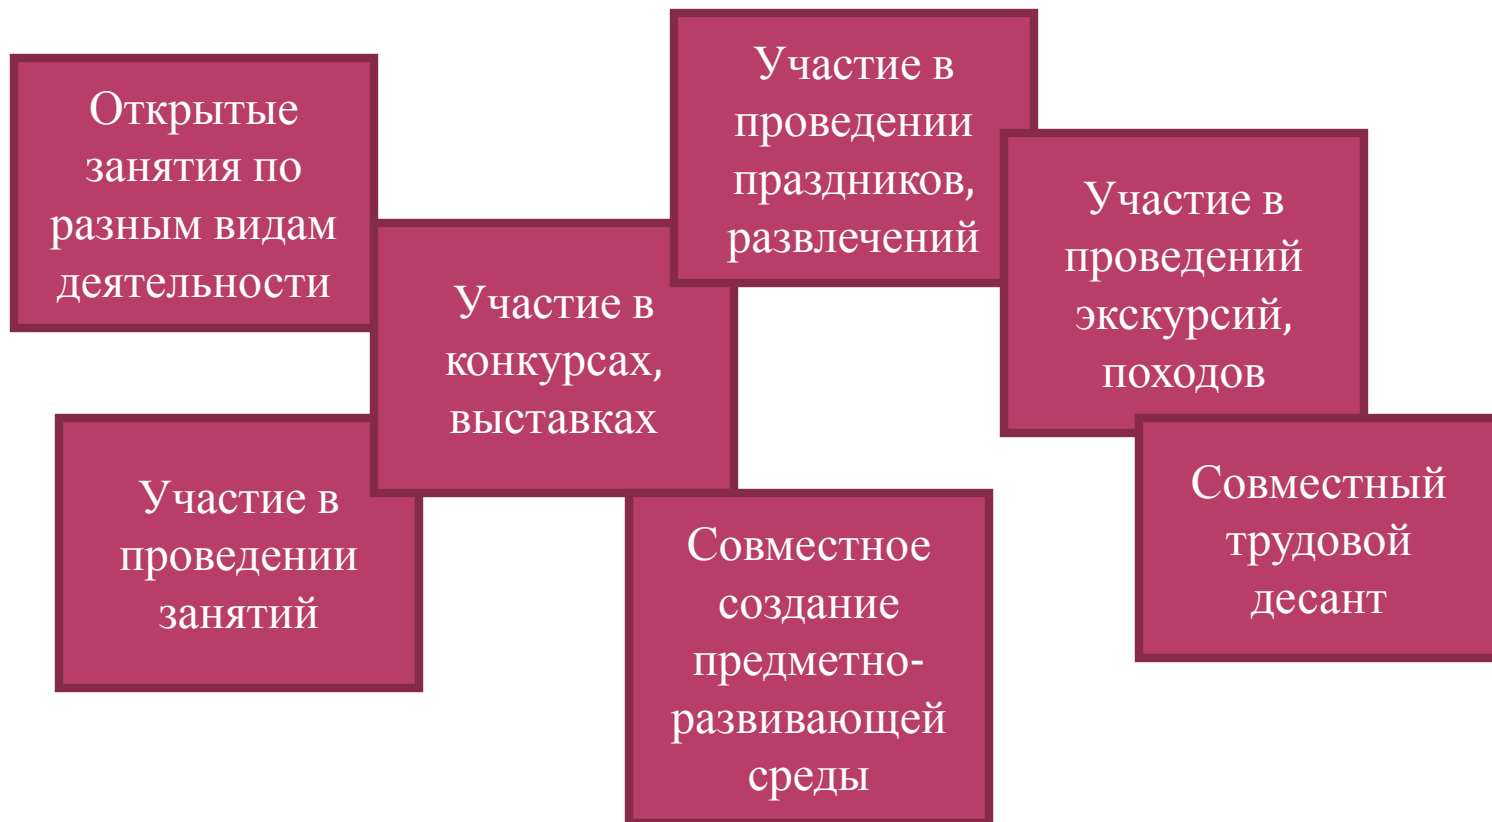 Открытые
занятия по
разным видам
деятельности
Участие в
конкурсах,
выставках
Участие в
проведении
праздников,
развлечений
Участие в
проведений
экскурсий,
походов
Участие в
проведении
занятий
Совместное
создание
предметно-
развивающей
среды
Совместный
трудовой
десант